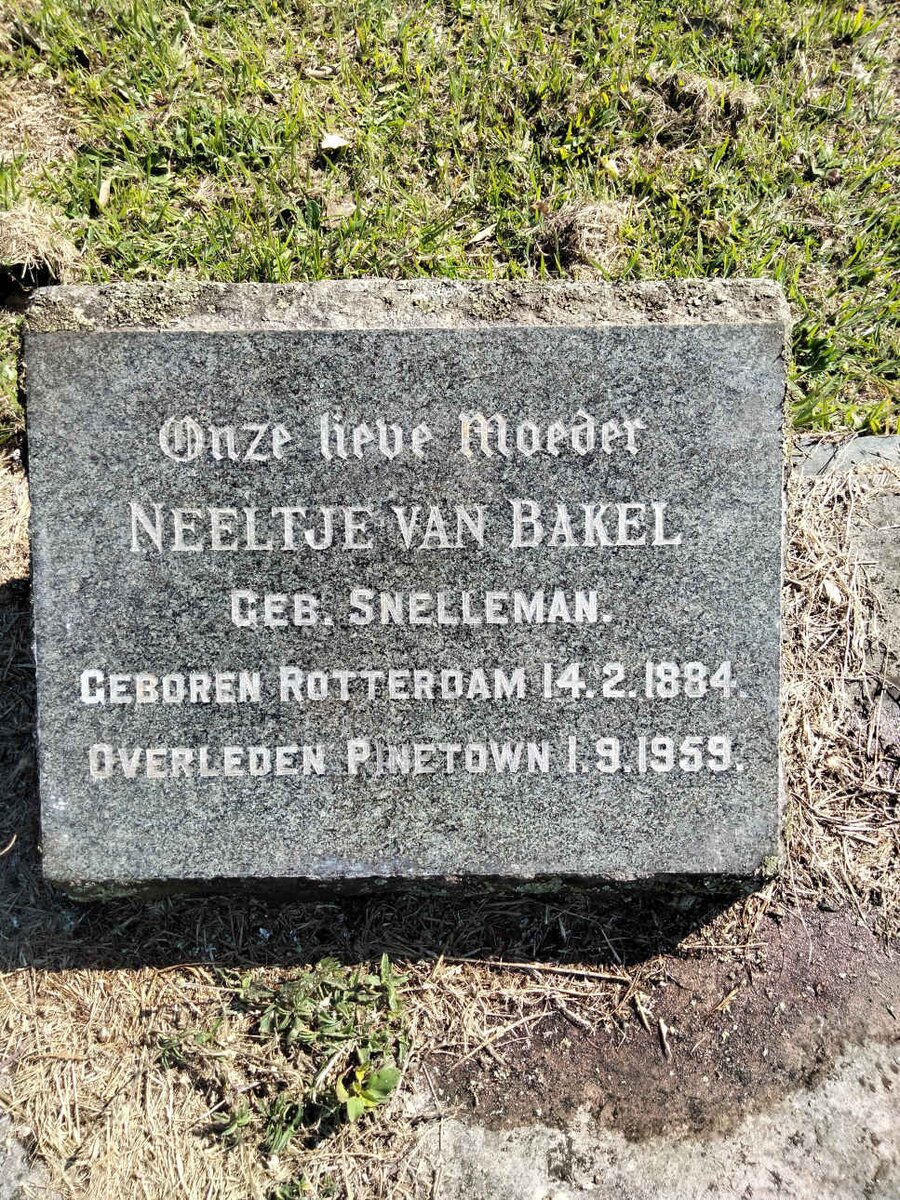 Onze lieve Moeder
NEELTJE VAN BAKEL
GEB. SNELLEMAN.
GEBOREN ROTTERDAM 14.2.1884.
OVERLEDEN PINETOWN 1.9.1959.